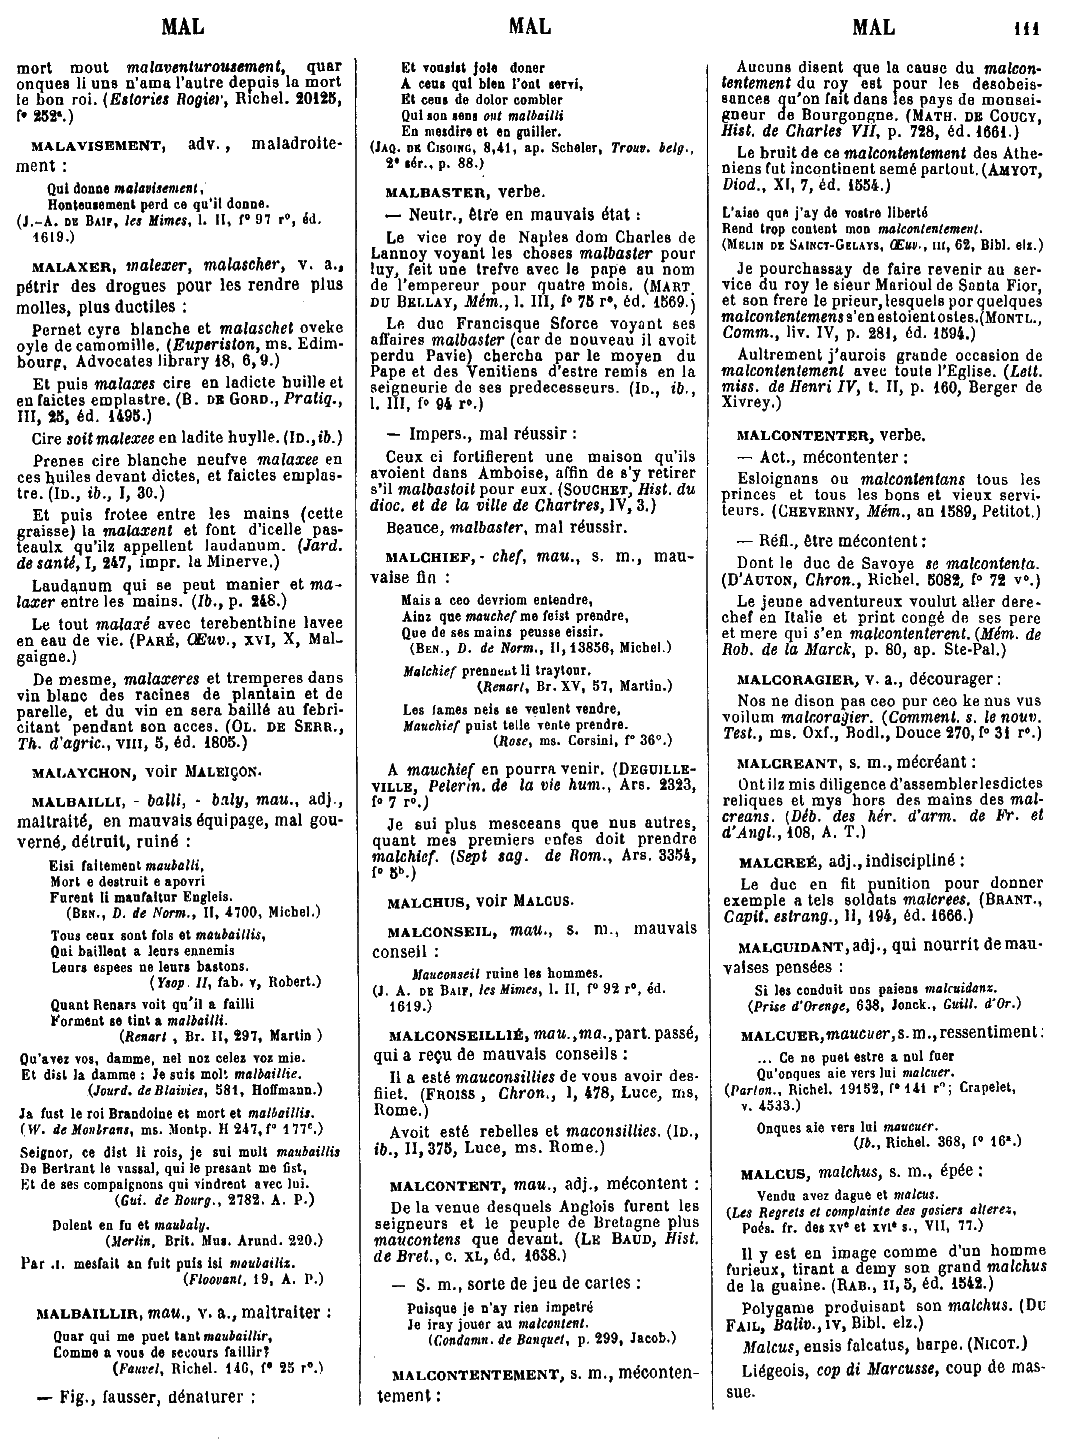 MAL
MAL
MAL
111
mort mout malaventurousement, quar
onques li uns n'ama l'autre depuis la mort
le bon roi. (Estories Rogier, Richel. 20125,
f° 252ᵃ.)
MALAVISEMENT, adv., maladroite-
ment :
Qui donne malavisement,
Honteusement perd ce qu'il donne.
(J.-A. DE BAIF, les Mimes, l. II, f° 97 r°, éd.
1619.)
MALAXER, malexer, malascher, v. a.,
pétrir des drogues pour les rendre plus
molles, plus ductiles :
Pernet cyre blanche et malaschet oveke
oyle de camomille. (Euperiston, ms. Edim-
bourg, Advocates library 18, 6, 9.)
Et puis malaxes cire en ladicte huille et
en faictes emplastre. (B. DE GORD., Pratiq.,
III, 25, éd. 1495.)
Cire soit malexee en ladite huylle. (ID., ib.)
Prenes cire blanche neufve malaxee en
ces huiles devant dictes, et faictes emplas-
tre. (ID., ib., I, 30.)
Et puis frotee entre les mains (cette
graisse) la malaxent et font d'icelle pas-
teaulx qu'ilz appellent laudanum. (Jard.
de santé, I, 247, impr. la Minerve.)
Laudanum qui se peut manier et ma-
laxer entre les mains. (Ib., p. 248.)
Le tout malaxé avec terebenthine lavee
en eau de vie. (PARÉ, Œuv., XVI, X, Mal-
gaigne.)
De mesme, malaxeres et tremperes dans
vin blanc des racines de plantain et de
parelle, et du vin en sera baillé au febri-
citant pendant son acces. (OL. DE SERR.,
Th. d'agric., VIII, 5, éd. 1805.)
MALAYCHON, voir MALEIÇON.
MALBAILLI, - balli, - baly, mau., adj.,
maltraité, en mauvais équipage, mal gou-
verné, détruit, ruiné :
Eisi faitement mauballi,
Mort e destruit e apovri
Furent li maufaitur Engleis.
(BEN., D. de Norm., II, 4700, Michel.)
Tous ceux sont fols et maubaillis,
Qui baillent a leurs ennemis
Leurs espees ne leurs bastons.
(Ysop. II, fab. v, Robert.)
Quant Renars voit qu'il a failli
Forment se tint a malbailli.
(Renart, Br. II, 297, Martin)
Qu'avez vos, damme, nel noz celez voz mie.
Et dist la damme : Je suis molt malbaillie.
(Jourd. de Blaivies, 581, Hoffmann.)
Ja fust le roi Brandoine et mort et malbaillis.
(W. de Monbrans, ms. Montp. H 247, f° 177ᶜ.)
Seignor, ce dist li rois, je sui mult maubaillis
De Bertrant le vassal, qui le presant me fist,
Et de ses compaignons qui vindrent avec lui.
(Gui. de Bourg., 2782. A. P.)
Dolent en fu et maubaly.
(Merlin, Brit. Mus. Arund. 220.)
Par .I. mesfait an fuit puis isi maubailix.
(Floovant, 19, A. P.)
MALBAILLIR, mau., v. a., maltraiter :
Quar qui me puet tant maubaillir,
Comme a vous de secours faillir?
(Fauvel, Richel. 146, f° 25 r°.)
— Fig., fausser, dénaturer :
Et vousist joie doner
A ceus qui bien l'ont servi,
Et ceus de dolor combler
Qui son sens ont malbailli
En mesdire et en guiller.
(JAQ. DE CISOING, 8,41, ap. Scheler, Trouv. belg.,
2ᵉ sér., p. 88.)
MALBASTER, verbe.
— Neutr., être en mauvais état :
Le vice roy de Naples dom Charles de
Lannoy voyant les choses malbaster pour
luy, feit une trefve avec le pape au nom
de l'empereur pour quatre mois. (MART.
DU BELLAY, Mém., l. III, f° 75 r°, éd. 1569.)
Le duc Francisque Sforce voyant ses
affaires malbaster (car de nouveau il avoit
perdu Pavie) chercha par le moyen du
Pape et des Venitiens d'estre remis en la
seigneurie de ses predecesseurs. (ID., ib.,
l. III, f° 94 r°.)
— Impers., mal réussir :
Ceux ci fortifierent une maison qu'ils
avoient dans Amboise, affin de s'y retirer
s'il malbastoit pour eux. (SOUCHET, Hist. du
dioc. et de la ville de Chartres, IV, 3.)
Beauce, malbaster, mal réussir.
MALCHIEF, - chef, mau., s. m., mau-
vaise fin :
Mais a ceo devriom entendre,
Ainz que mauchef me feist prendre,
Que de ses mains peusse eissir.
(BEN., D. de Norm., II, 13856, Michel.)
Malchief prennent li traytour.
(Renart, Br. XV, 57, Martin.)
Les fames neis se veulent vendre,
Mauchief puist telle vente prendre.
(Rose, ms. Corsini, f° 36ᶜ.)
A mauchief en pourra venir. (DEGUILLE-
VILLE, Pelerin. de la vie hum., Ars. 2323,
f° 7 r°.)
Je sui plus mesceans que nus autres,
quant mes premiers enfes doit prendre
malchief. (Sept sag. de Rom., Ars. 3354,
f° 5ᵇ.)
MALCHUS, voir MALCUS.
MALCONSEIL, mau., s. m., mauvais
conseil :
Mauconseil ruine les hommes.
(J. A. DE BAIF, les Mimes, l. II, f° 92 r°, éd.
1619.)
MALCONSEILLIÉ, mau., ma., part. passé,
qui a reçu de mauvais conseils :
Il a esté mauconsillies de vous avoir des-
fiiet. (FROISS, Chron., I, 478, Luce, ms,
Rome.)
Avoit esté rebelles et maconsillies. (ID.,
ib., II, 375, Luce, ms. Rome.)
MALCONTENT, mau., adj., mécontent :
De la venue desquels Anglois furent les
seigneurs et le peuple de Bretagne plus
maucontens que devant. (LE BAUD, Hist.
de Bret., c. XL, éd. 1638.)
— S. m., sorte de jeu de cartes :
Puisque je n'ay rien impetré
Je iray jouer au malcontent.
(Condamn. de Banquet, p. 299, Jacob.)
MALCONTENTEMENT, s. m., méconten-
tement :
Aucuns disent que la cause du malcon-
tentement du roy est pour les desobeis-
sances qu'on fait dans les pays de monsei-
gneur de Bourgongne. (MATH. DE COUCY,
Hist. de Charles VII, p. 728, éd. 1661.)
Le bruit de ce malcontentement des Athe-
niens fut incontinent semé partout. (AMYOT,
Diod., XI, 7, éd. 1554.)
L'aise que j'ay de vostre liberté
Rend trop content mon malcontentement.
(MELIN DE SAINCT-GELAYS, Œuv., III, 62, Bibl. elz.)
Je pourchassay de faire revenir au ser-
vice du roy le sieur Marioul de Santa Fior,
et son frere le prieur, lesquels por quelques
malcontentemens s'en estoient ostes. (MONTL.,
Comm., liv. IV, p. 281, éd. 1594.)
Aultrement j'aurois grande occasion de
malcontentement avec toute l'Eglise. (Lett.
miss. de Henri IV, t. II, p. 160, Berger de
Xivrey.)
MALCONTENTER, verbe.
— Act., mécontenter :
Esloignans ou malcontentans tous les
princes et tous les bons et vieux servi-
teurs. (CHEVERNY, Mém., an 1589, Petitot.)
— Réfl., être mécontent :
Dont le duc de Savoye se malcontenta.
(D'AUTON, Chron., Richel. 5082, f° 72 v°.)
Le jeune adventureux voulut aller dere-
chef en Italie et print congé de ses pere
et mere qui s'en malcontenterent. (Mém. de
Rob. de la Marck, p. 80, ap. Ste-Pal.)
MALCORAGIER, v. a., décourager :
Nos ne dison pas ceo pur ceo ke nus vus
voilum malcoragier. (Comment. s. le nouv.
Test., ms. Oxf., Bodl., Douce 270, f° 31 r°.)
MALCREANT, s. m., mécréant :
Ont ilz mis diligence d'assembler lesdictes
reliques et mys hors des mains des mal-
creans. (Déb. des hér. d'arm. de Fr. et
d'Angl., 108, A. T.)
MALCREÉ, adj., indiscipliné :
Le duc en fit punition pour donner
exemple a tels soldats malcrees. (BRANT.,
Capit. estrang., II, 194, éd. 1666.)
MALCUIDANT, adj., qui nourrit de mau-
vaises pensées :
Si les conduit uns paiens malcuidanz.
(Prise d'Orenge, 638, Jonck., Guill. d'Or.)
MALCUER, maucuer, s. m., ressentiment :
... Ce ne puet estre a nul fuer
Qu'onques aie vers lui malcuer.
(Parton., Richel. 19152, f° 141 r°; Crapelet,
v. 4533.)
Onques aie vers lui maucuer.
(Ib., Richel. 368, f° 16ᵃ.)
MALCUS, malchus, s. m., épée :
Vendu avez dague et malcus.
(Les Regrets et complainte des gosiers alterez,
Poés. fr. des XVᵉ et XVIᵉ s., VII, 77.)
Il y est en image comme d'un homme
furieux, tirant a demy son grand malchus
de la guaine. (RAB., II, 5, éd. 1542.)
Polygame produisant son malchus. (DU
FAIL, Baliv., IV, Bibl. elz.)
Malcus, ensis falcatus, harpe. (NICOT.)
Liégeois, cop di Marcusse, coup de mas-
sue.